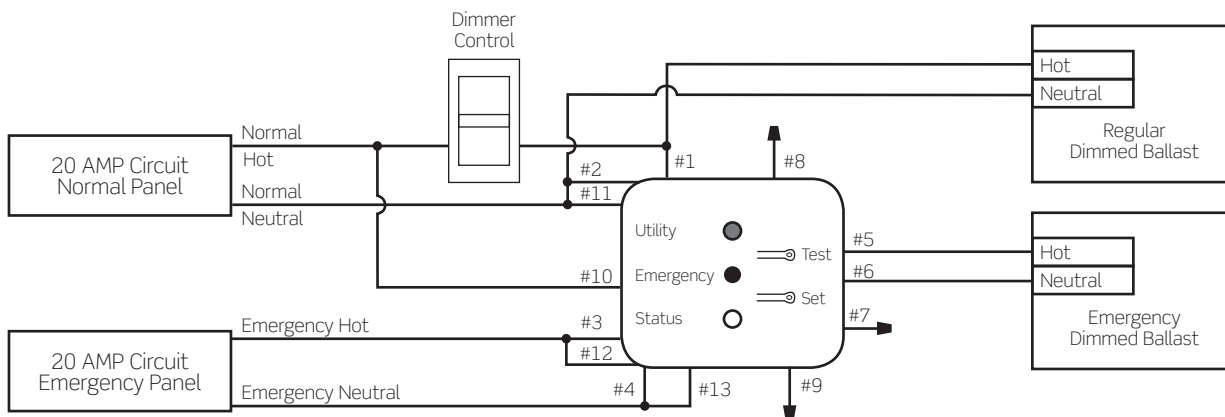 Dimmer
Control
Hot
Neutral
Regular
Dimmed Ballast
20 AMP Circuit
Normal Panel
Normal
Hot
Normal
Neutral
#1
#8
#2
#11
Utility
Emergency
Status
Test
Set
#5
#6
#7
Hot
Neutral
Emergency
Dimmed Ballast
#10
20 AMP Circuit
Emergency Panel
Emergency Hot
Emergency Neutral
#3
#12
#4
#13
#9